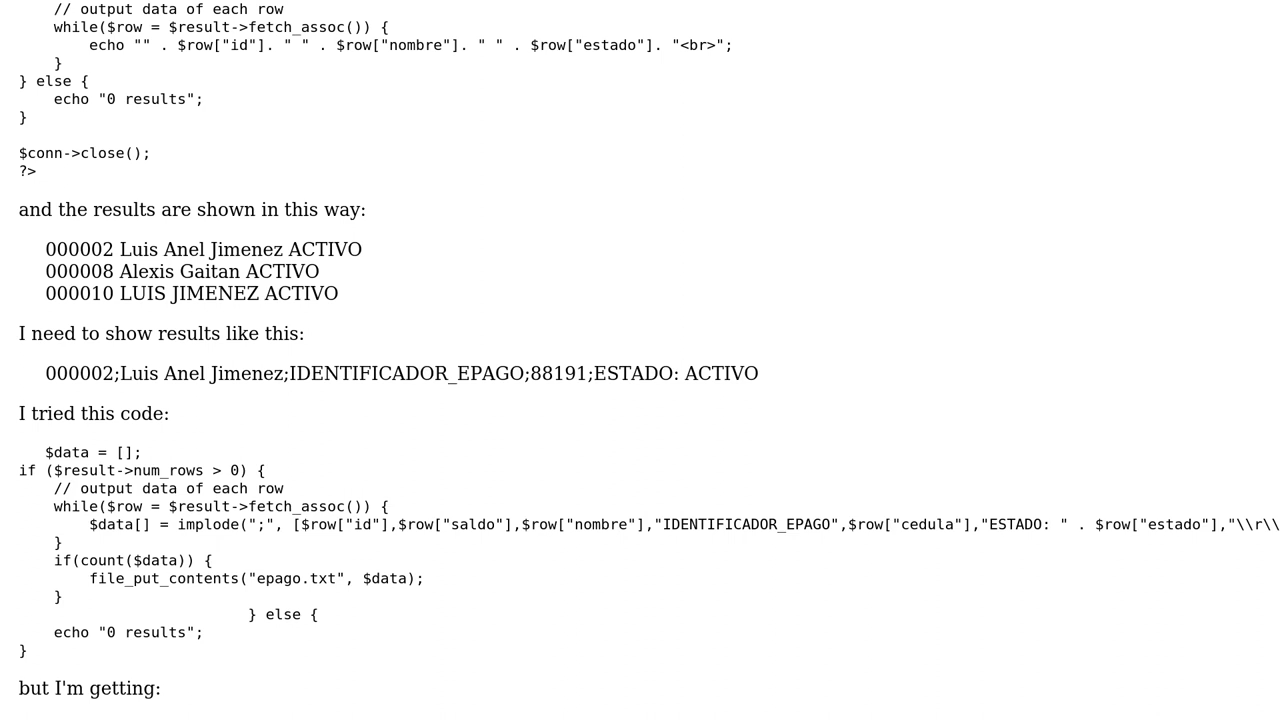 // output data of each row
while($row = $result->fetch_assoc()) {
echo "" . $row["id"]. " " . $row["nombre"]. " " . $row["estado"]. "<br>";
}
} else {
echo "0 results";
}
$conn->close();
?>
and the results are shown in this way:
000002 Luis Anel Jimenez ACTIVO
000008 Alexis Gaitan ACTIVO
000010 LUIS JIMENEZ ACTIVO
I need to show results like this:
000002;Luis Anel Jimenez;IDENTIFICADOR_EPAGO;88191;ESTADO: ACTIVO
I tried this code:
$data = [];
if ($result->num_rows > 0) {
// output data of each row
while($row = $result->fetch_assoc()) {
$data[] = implode(";", [$row["id"],$row["saldo"],$row["nombre"],"IDENTIFICADOR_EPAGO",$row["cedula"],"ESTADO: " . $row["estado"],"\\r\\
}
if(count($data)) {
file_put_contents("epago.txt", $data);
}
} else {
echo "0 results";
}
but I'm getting: